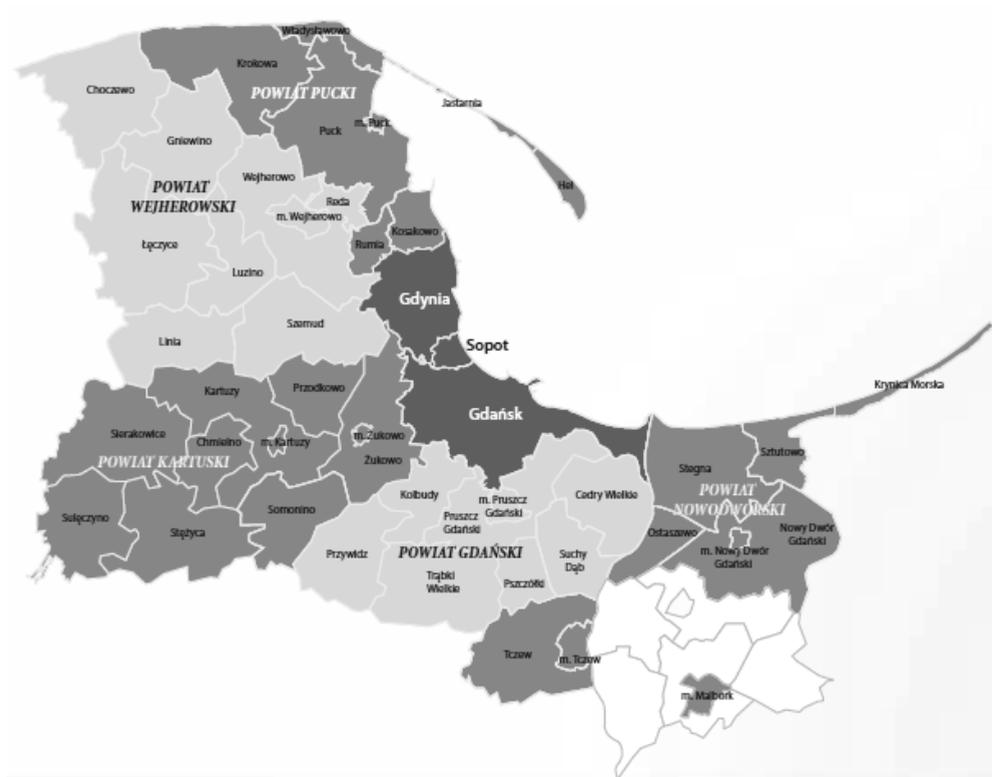 Władysławowo
Krokowa
POWIAT PUCKI
Choczewo
Jastarnia
m. Puck
Puck
Gniewino
Wejherowo
Hel
POWIAT
WEJHEROWSKI
Reda
m. Wejherowo
Kosakowo
Rumia
Łęczyce
Luzino
Gdynia
Szemud
Linia
Sopot
Krynica Morska
Kartuzy
Przodkowo
Gdańsk
Sierakowice
Chmielno
m. Kartuzy
m. Żukowo
Żukowo
POWIAT KARTUSKI
Sztutowo
Stegna
POWIAT
NOWODWORSKI
Kolbudy
m. Pruszcz
Gdański
Cedry Wielkie
Sulęczyno
Stężyca
Somonino
Pruszcz
Gdański
Ostaszewo
Nowy Dwór
Gdański
m. Nowy Dwór
Gdański
Przywidz
POWIAT GDAŃSKI
Suchy
Dąb
Trąbki
Wielkie
Pszczółki
Tczew
m. Tczew
m. Malbork